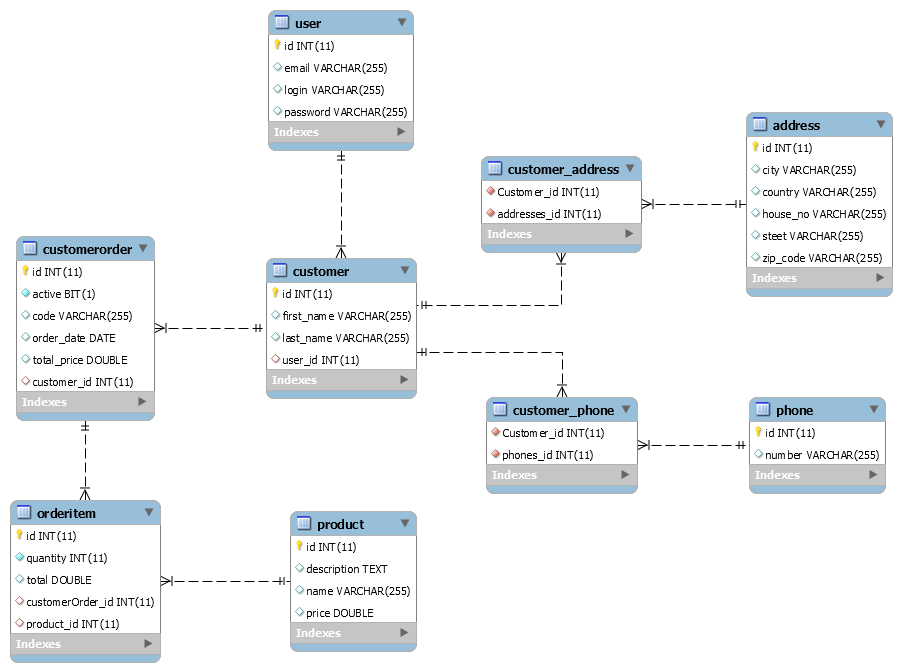 user
id INT(11)
email VARCHAR(255)
login VARCHAR(255)
password VARCHAR(255)
Indexes
address
id INT(11)
city VARCHAR(255)
country VARCHAR(255)
house_no VARCHAR(255)
steet VARCHAR(255)
zip_code VARCHAR(255)
Indexes
customer_address
Customer_id INT(11)
addresses_id INT(11)
Indexes
customerorder
id INT(11)
active BIT(1)
code VARCHAR(255)
order_date DATE
total_price DOUBLE
customer_id INT(11)
Indexes
customer
id INT(11)
first_name VARCHAR(255)
last_name VARCHAR(255)
user_id INT(11)
Indexes
customer_phone
Customer_id INT(11)
phones_id INT(11)
Indexes
phone
id INT(11)
number VARCHAR(255)
Indexes
orderitem
id INT(11)
quantity INT(11)
total DOUBLE
customerOrder_id INT(11)
product_id INT(11)
Indexes
product
id INT(11)
description TEXT
name VARCHAR(255)
price DOUBLE
Indexes